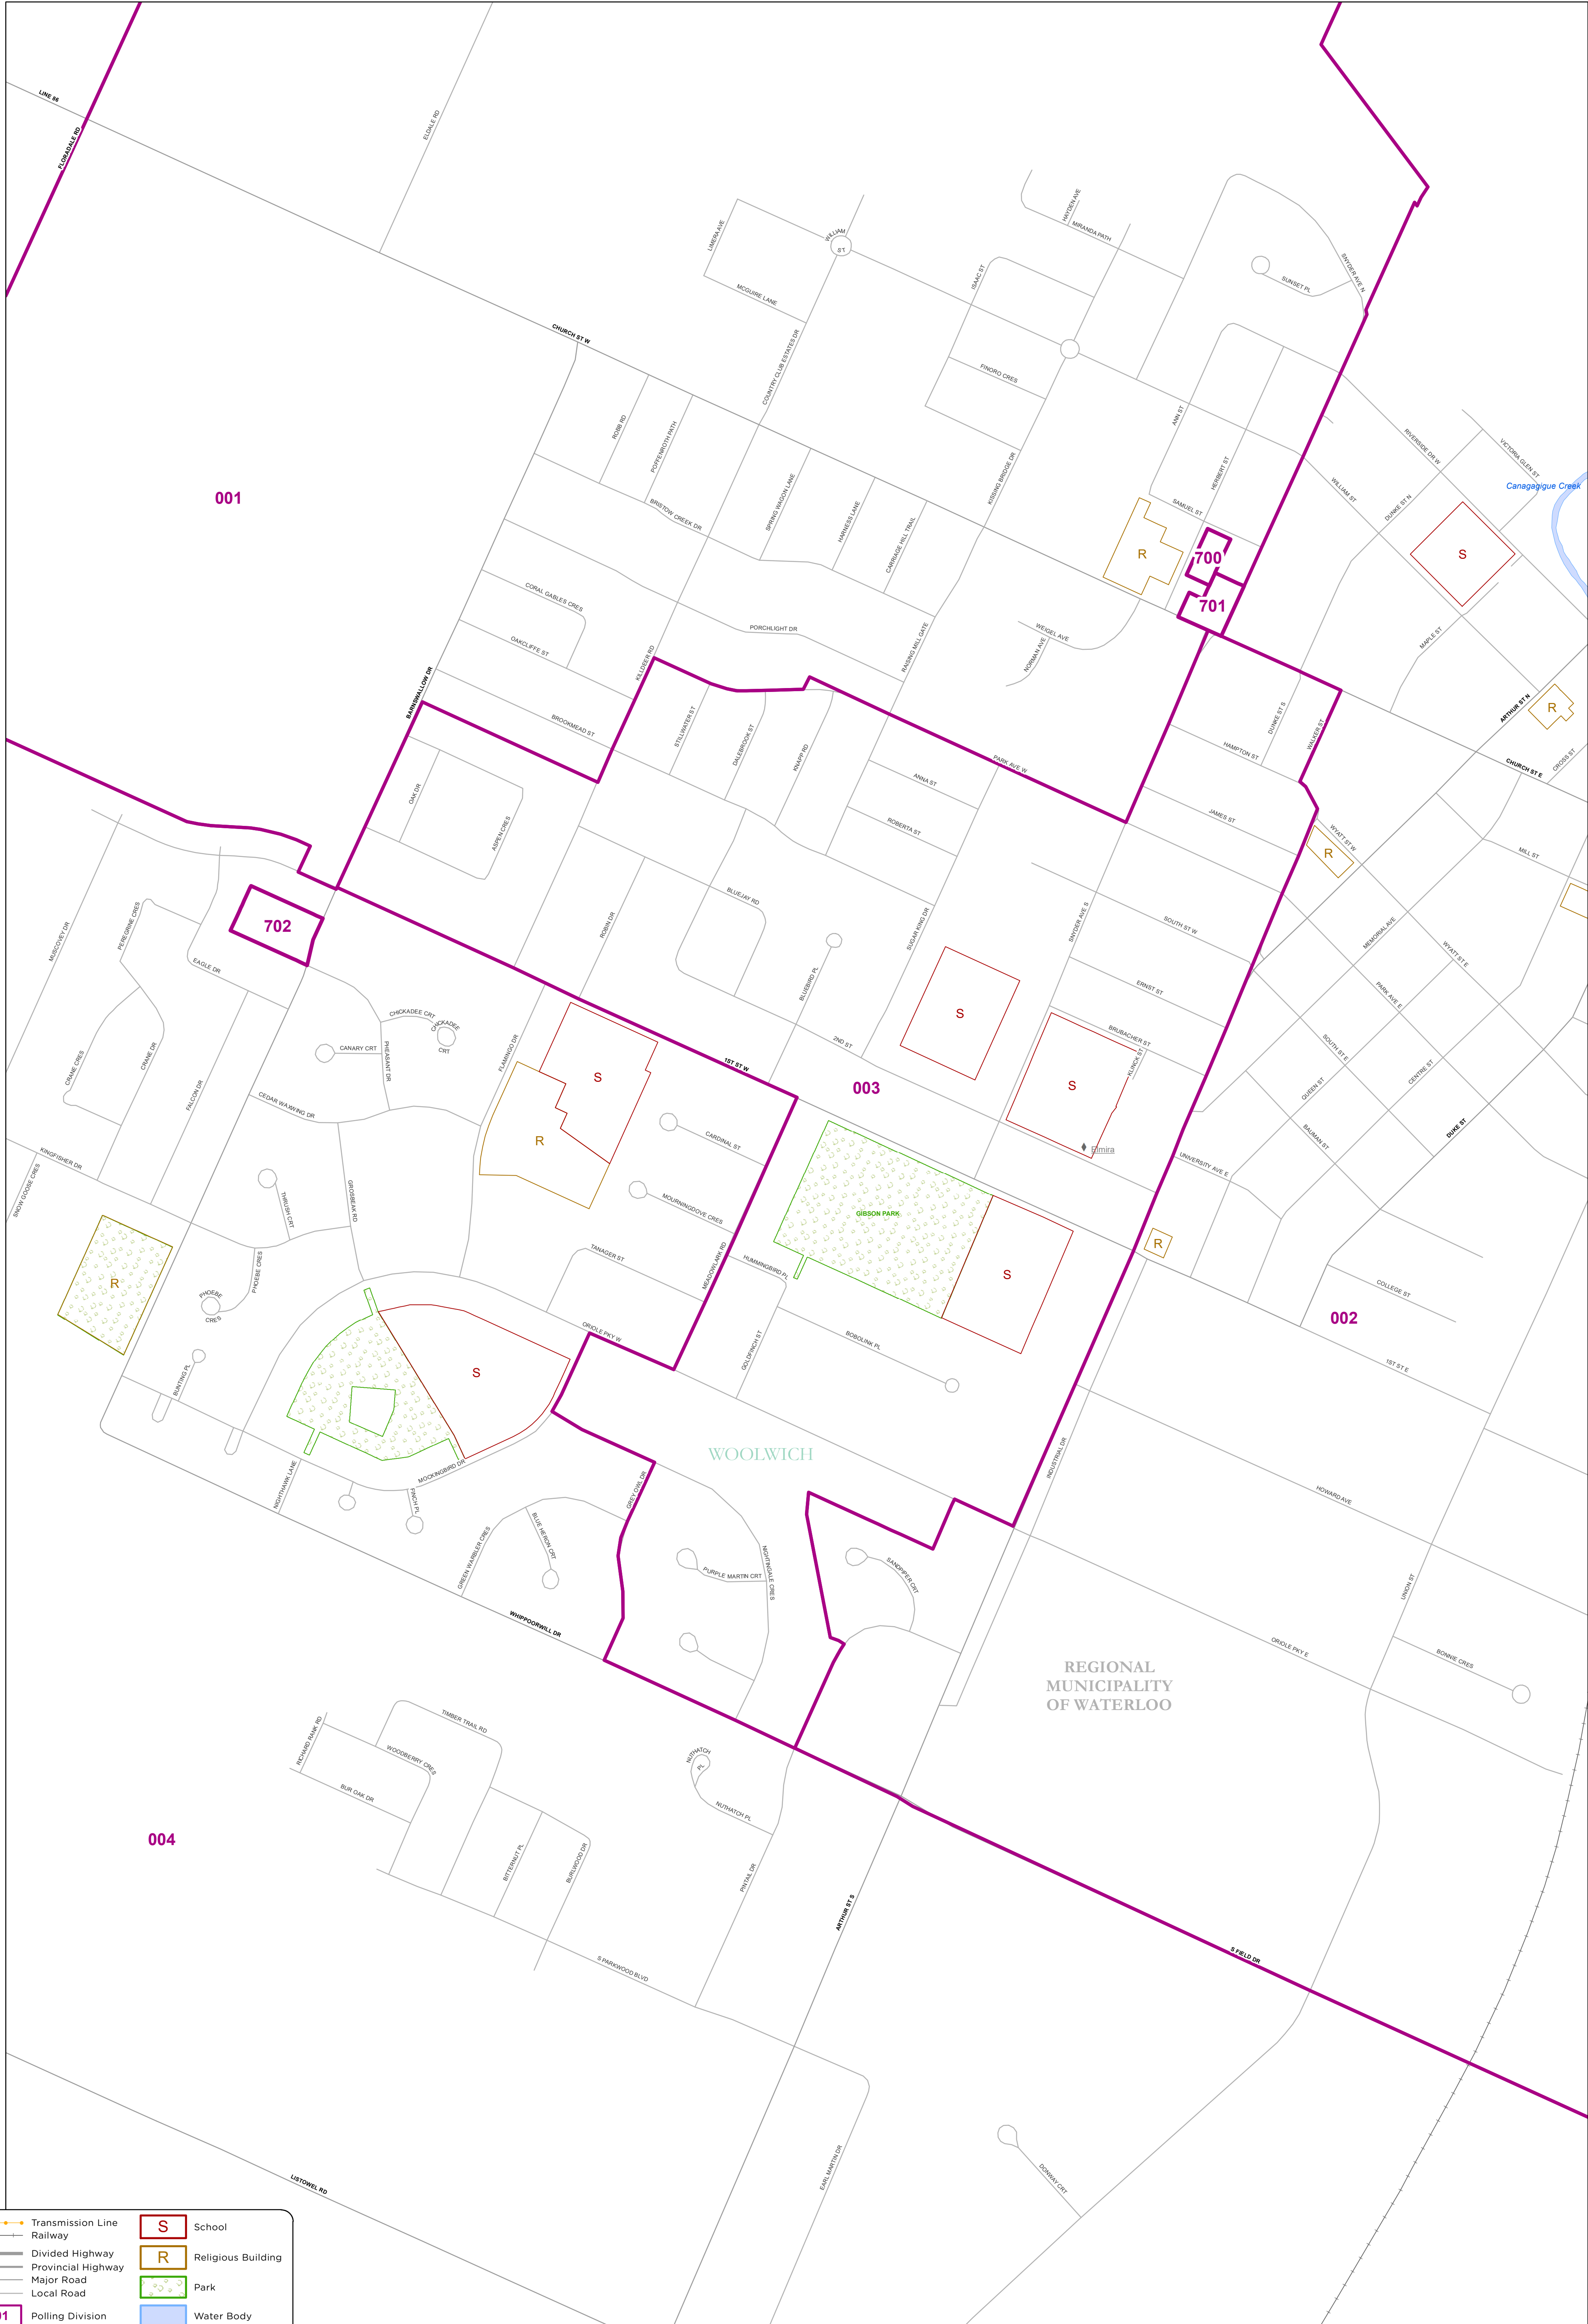 LINE 86
FLORADALE RD
ELDALE RD
LIMERA AVE
WILLIAM
ST
MCGUIRE LANE
COUNTRY CLUB ESTATES DR
HAYDEN AVE
MIRANDA PATH
ISAAC ST
SNYDER AVE N
SUNSET PL
CHURCH ST W
FINORO CRES
ROBB RD
POFFENROTH PATH
ANN ST
HERBERT ST
RIVERSIDE DR W
VICTORIA GLEN ST
Canagagigue Creek
KISSING BRIDGE DR
WILLIAM ST
DUNKE ST N
001
BRISTOW CREEK DR
SPRING WAGON LANE
HARNESS LANE
CARRIAGE HILL TRAIL
SAMUEL ST
R
700
S
701
CORAL GABLES CRES
OAKCLIFFE ST
PORCHLIGHT DR
WEIGEL AVE
NORMAN AVE
MAPLE ST
KILLDEER RD
RAISING MILL GATE
BARNSWALLOW DR
BROOKMEAD ST
STILLWATER ST
DALEBROOK ST
KNAPP RD
PARK AVE W
DUNKE ST S
WALKER ST
HAMPTON ST
ARTHUR ST N
R
CHURCH ST E
CROSS ST
OAK DR
ASPEN CRES
ANNA ST
ROBERTA ST
JAMES ST
WYATT ST W
R
MILL ST
BLUEJAY RD
702
MUSCOVEY DR
PEREGRINE CRES
EAGLE DR
ROBIN DR
SUGAR KING DR
SNYDER AVE S
SOUTH ST W
MEMORIAL AVE
WYATT ST E
BLUEBIRD PL
ERNST ST
PARK AVE E
CHICKADEE CRT
CHICKADEE
CRT
CANARY CRT
PHEASANT DR
FLAMINGO DR
S
2ND ST
BRUBACHER ST
KLINCK ST
SOUTH ST E
CENTRE ST
CRANE CRES
CRANE DR
FALCON DR
CEDAR WAXWING DR
S
1ST ST W
003
S
QUEEN ST
BAUMAN ST
DUKE ST
R
CARDINAL ST
Elmira
KINGFISHER DR
SNOW GOOSE CRES
THRUSH CRT
GROSBEAK RD
MOURNINGDOVE CRES
GIBSON PARK
UNIVERSITY AVE E
R
TANAGER ST
MEADOWLARK RD
HUMMINGBIRD PL
R
PHOEBE CRES
S
PHOEBE
CRES
COLLEGE ST
002
ORIOLE PKY W
GOLDFINCH ST
BOBOLINK PL
1ST ST E
BUNTING PL
S
WOOLWICH
INDUSTRIAL DR
NIGHTHAWK LANE
MOCKINGBIRD DR
FINCH PL
GREY OWL DR
HOWARD AVE
GREEN WARBLER CRES
BLUE HERON CRT
PURPLE MARTIN CRT
NIGHTINGALE CRES
SANDPIPER CRT
UNION ST
WHIPPOORWILL DR
ORIOLE PKY E
BONNIE CRES
REGIONAL
MUNICIPALITY
OF WATERLOO
RICHARD RANK RD
TIMBER TRAIL RD
WOODBERRY CRES
BUR OAK DR
NUTHATCH
PL
NUTHATCH PL
004
BITTERNUT PL
BURLWOOD DR
PINTAIL DR
ARTHUR ST S
S FIELD DR
S PARKWOOD BLVD
EARL MARTIN DR
DONWAY CRT
LISTOWEL RD
Transmission Line
Railway
Divided Highway
Provincial Highway
Major Road
Local Road
Polling Division
S School
R Religious Building
Park
Water Body